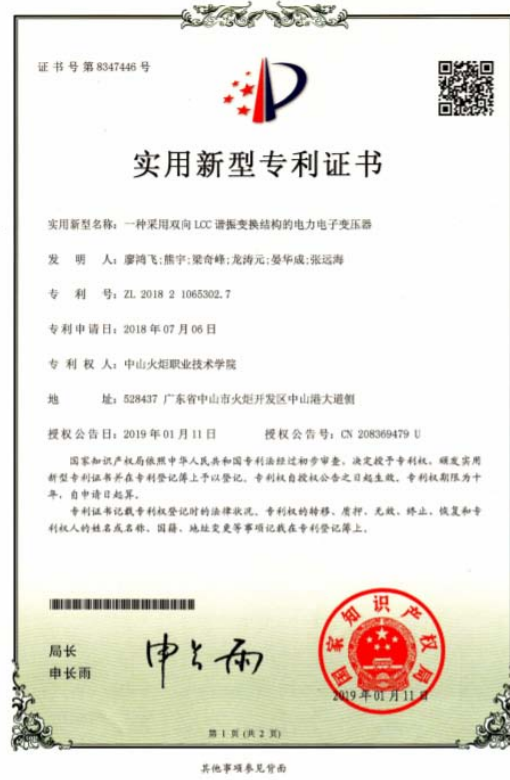 证书号第8347446号
实用新型专利证书
实用新型名称：一种采用双向LCC谐振变换结构的电力电子变压器
发 明 人：廖鸿飞;熊宇;梁奇峰;龙涛元;晏华成;张远海
专 利 号：ZL 2018 2 1065302.7
专利申请日：2018年07月06日
专 利 权 人：中山火炬职业技术学院
地 址：528437 广东省中山市火炬开发区中山港大道侧
授权公告日：2019年01月11日 授权公告号：CN 208369479 U
国家知识产权局依照中华人民共和国专利法经过初步审查，决定授予专利权，颁发实用
新型专利证书并在专利登记簿上予以登记。专利权自授权公告之日起生效。专利权期限为十
年，自申请日起算。
专利证书记载专利权登记时的法律状况。专利权的转移、质押、无效、终止、恢复和专
利权人的姓名或名称、国籍、地址变更等事项记载在专利登记簿上。
局长
申长雨
申长雨
国家知识产权局
2019年01月11日
第 1 页 (共 2 页)
其他事项参见背面